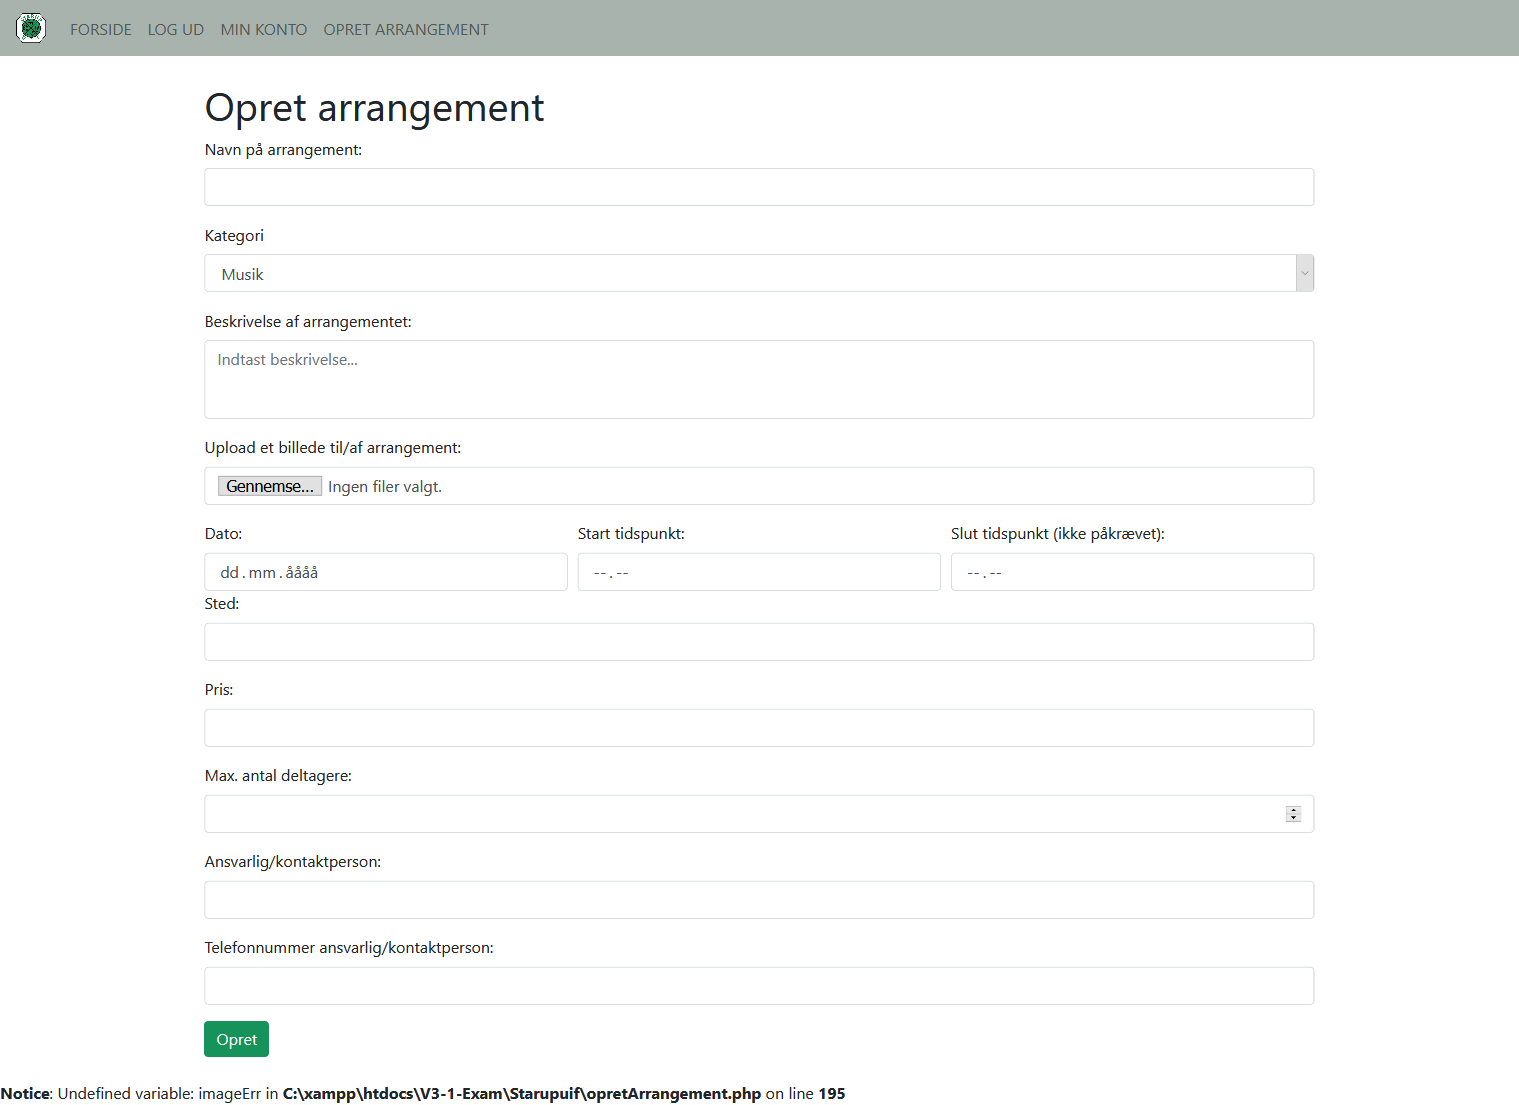 FORSIDE LOG UD MIN KONTO OPRET ARRANGEMENT
Opret arrangement
Navn på arrangement:
Kategori
Musik
Beskrivelse af arrangementet:
Indtast beskrivelse...
Upload et billede til/af arrangement:
Gennemse... Ingen filer valgt.
Dato: Start tidspunkt: Slut tidspunkt (ikke påkrævet):
dd.mm.åååå --.-- --.--
Sted:
Pris:
Max. antal deltagere:
Ansvarlig/kontaktperson:
Telefonnummer ansvarlig/kontaktperson:
Opret
Notice: Undefined variable: imageErr in C:\xampp\htdocs\V3-1-Exam\Starupuif\opretArrangement.php on line 195